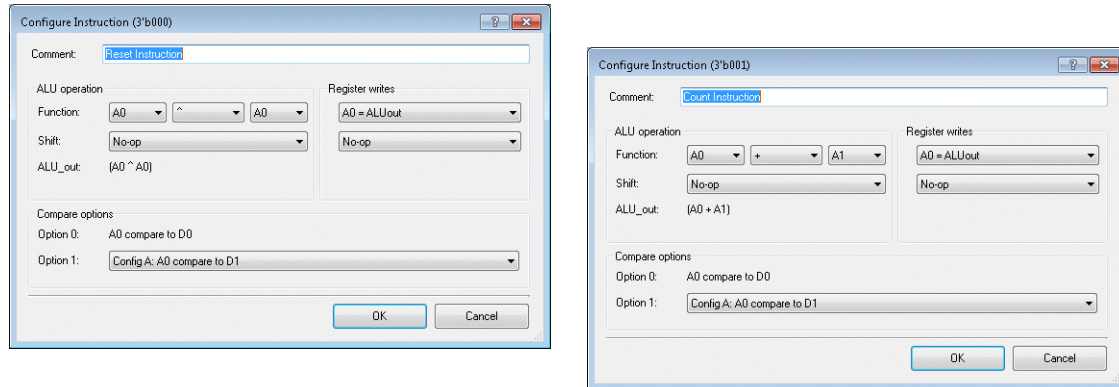 Configure Instruction (3'b000)
Comment: Reset Instruction
ALU operation Register writes
Function: A0 ^ A0 A0 = ALUout
Shift: No-op No-op
ALU_out: (A0 ^ A0)
Compare options
Option 0: A0 compare to D0
Option 1: Config A: A0 compare to D1
OK Cancel
Configure Instruction (3'b001)
Comment: Count Instruction
ALU operation Register writes
Function: A0 + A1 A0 = ALUout
Shift: No-op No-op
ALU_out: (A0 + A1)
Compare options
Option 0: A0 compare to D0
Option 1: Config A: A0 compare to D1
OK Cancel